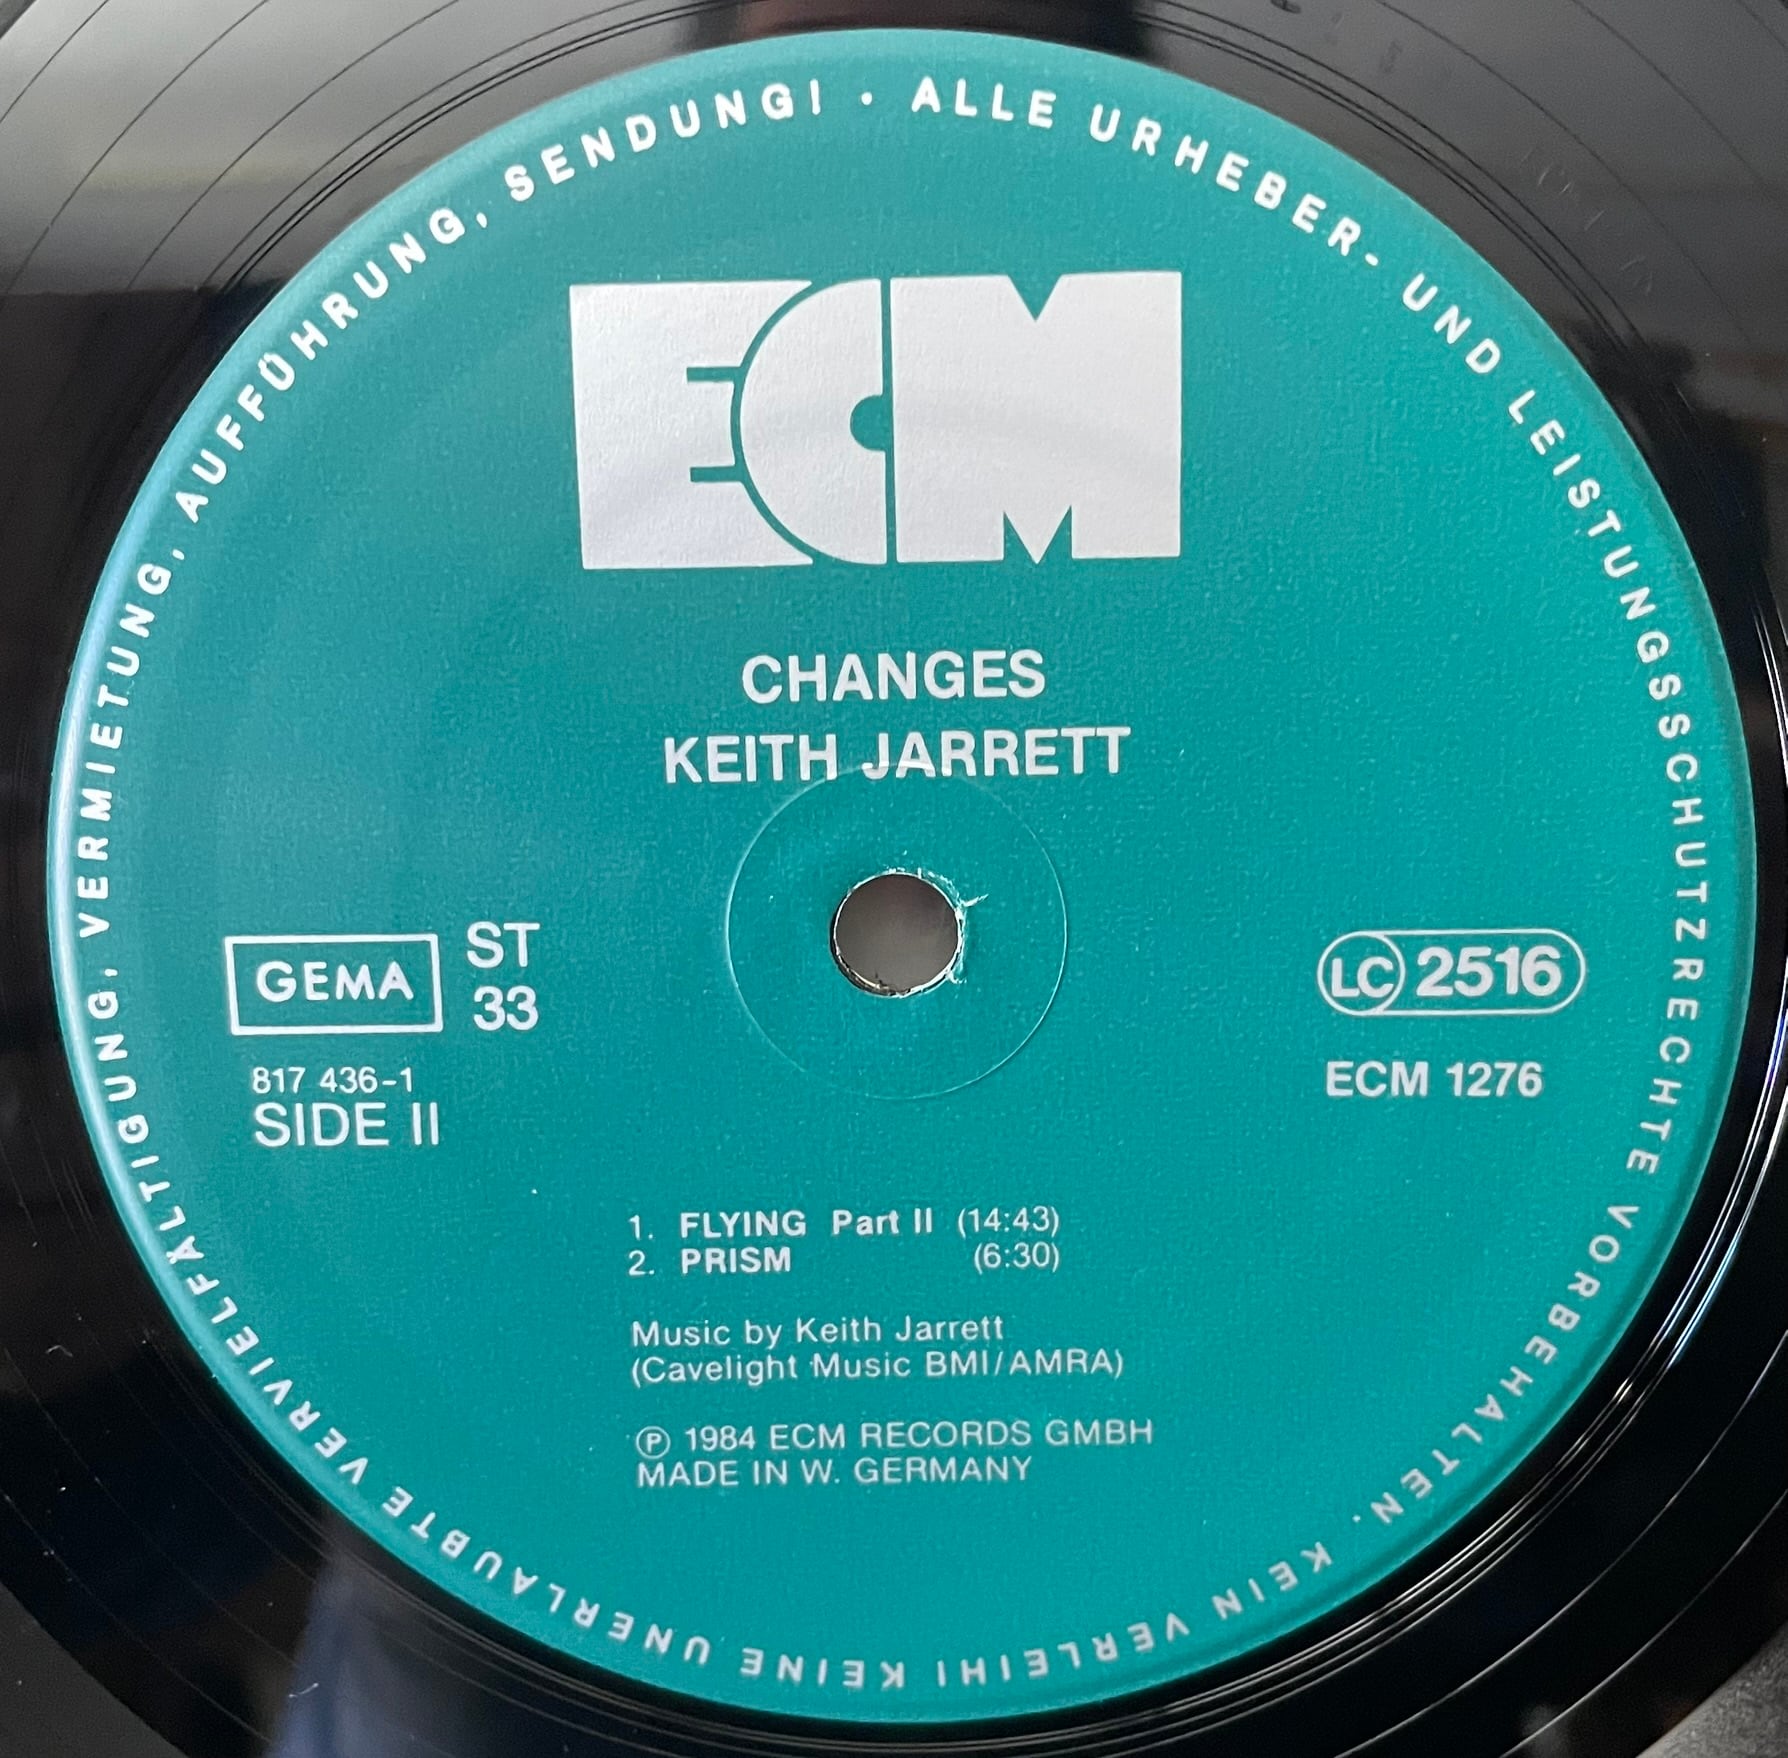 ALLE URHEBER- UND LEISTUNGSSCHUTZRECHTE VORBEHALTEN. KEIN VERLEIH! KEINE UNERLAUBTE VERVIELFÄLTIGUNG, VERMIETUNG, AUFFÜHRUNG, SENDUNG! ·
ECM
CHANGES
KEITH JARRETT
GEMA
ST
33
LC 2516
817 436-1
SIDE II
ECM 1276
1. FLYING Part II (14:43)
2. PRISM (6:30)
Music by Keith Jarrett
(Cavelight Music BMI/AMRA)
℗ 1984 ECM RECORDS GMBH
MADE IN W. GERMANY